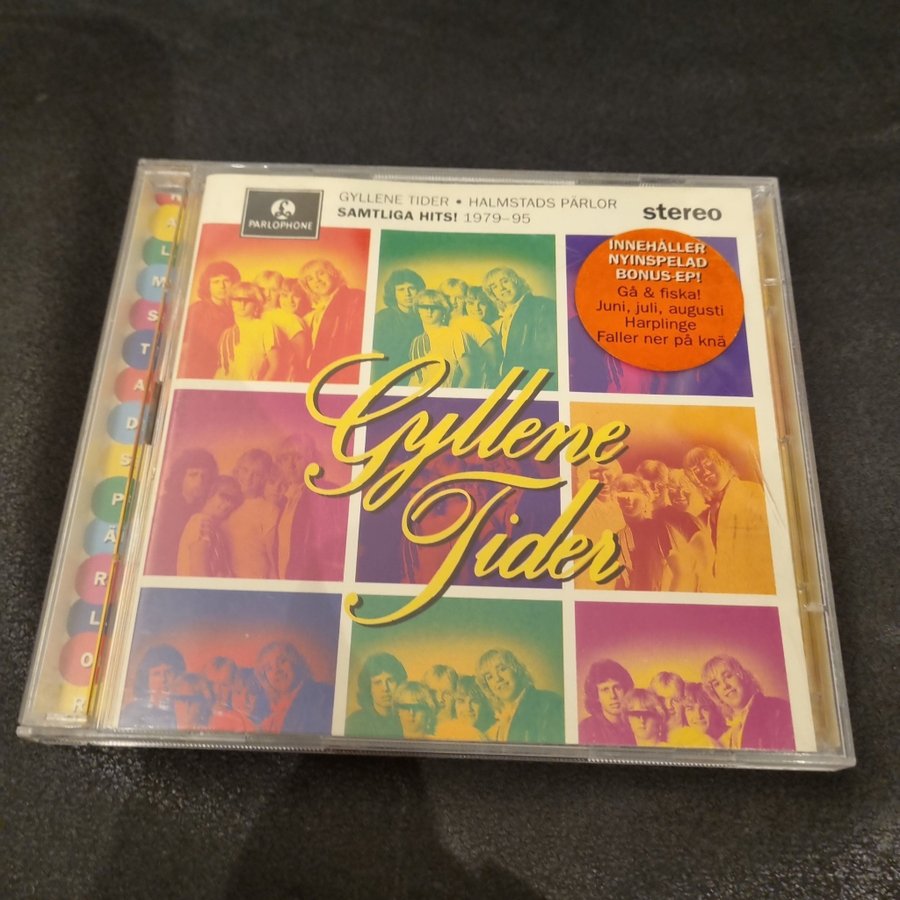 PARLOPHONE
GYLLENE TIDER • HALMSTADS PÄRLOR
SAMTLIGA HITS! 1979–95
stereo
INNEHÅLLER
NYINSPELAD
BONUS-EP!
Gå & fiska!
Juni, juli, augusti
Harplinge
Faller ner på knä
Gyllene
Tider
H
A
L
M
S
T
A
D
S
P
Ä
R
L
O
R